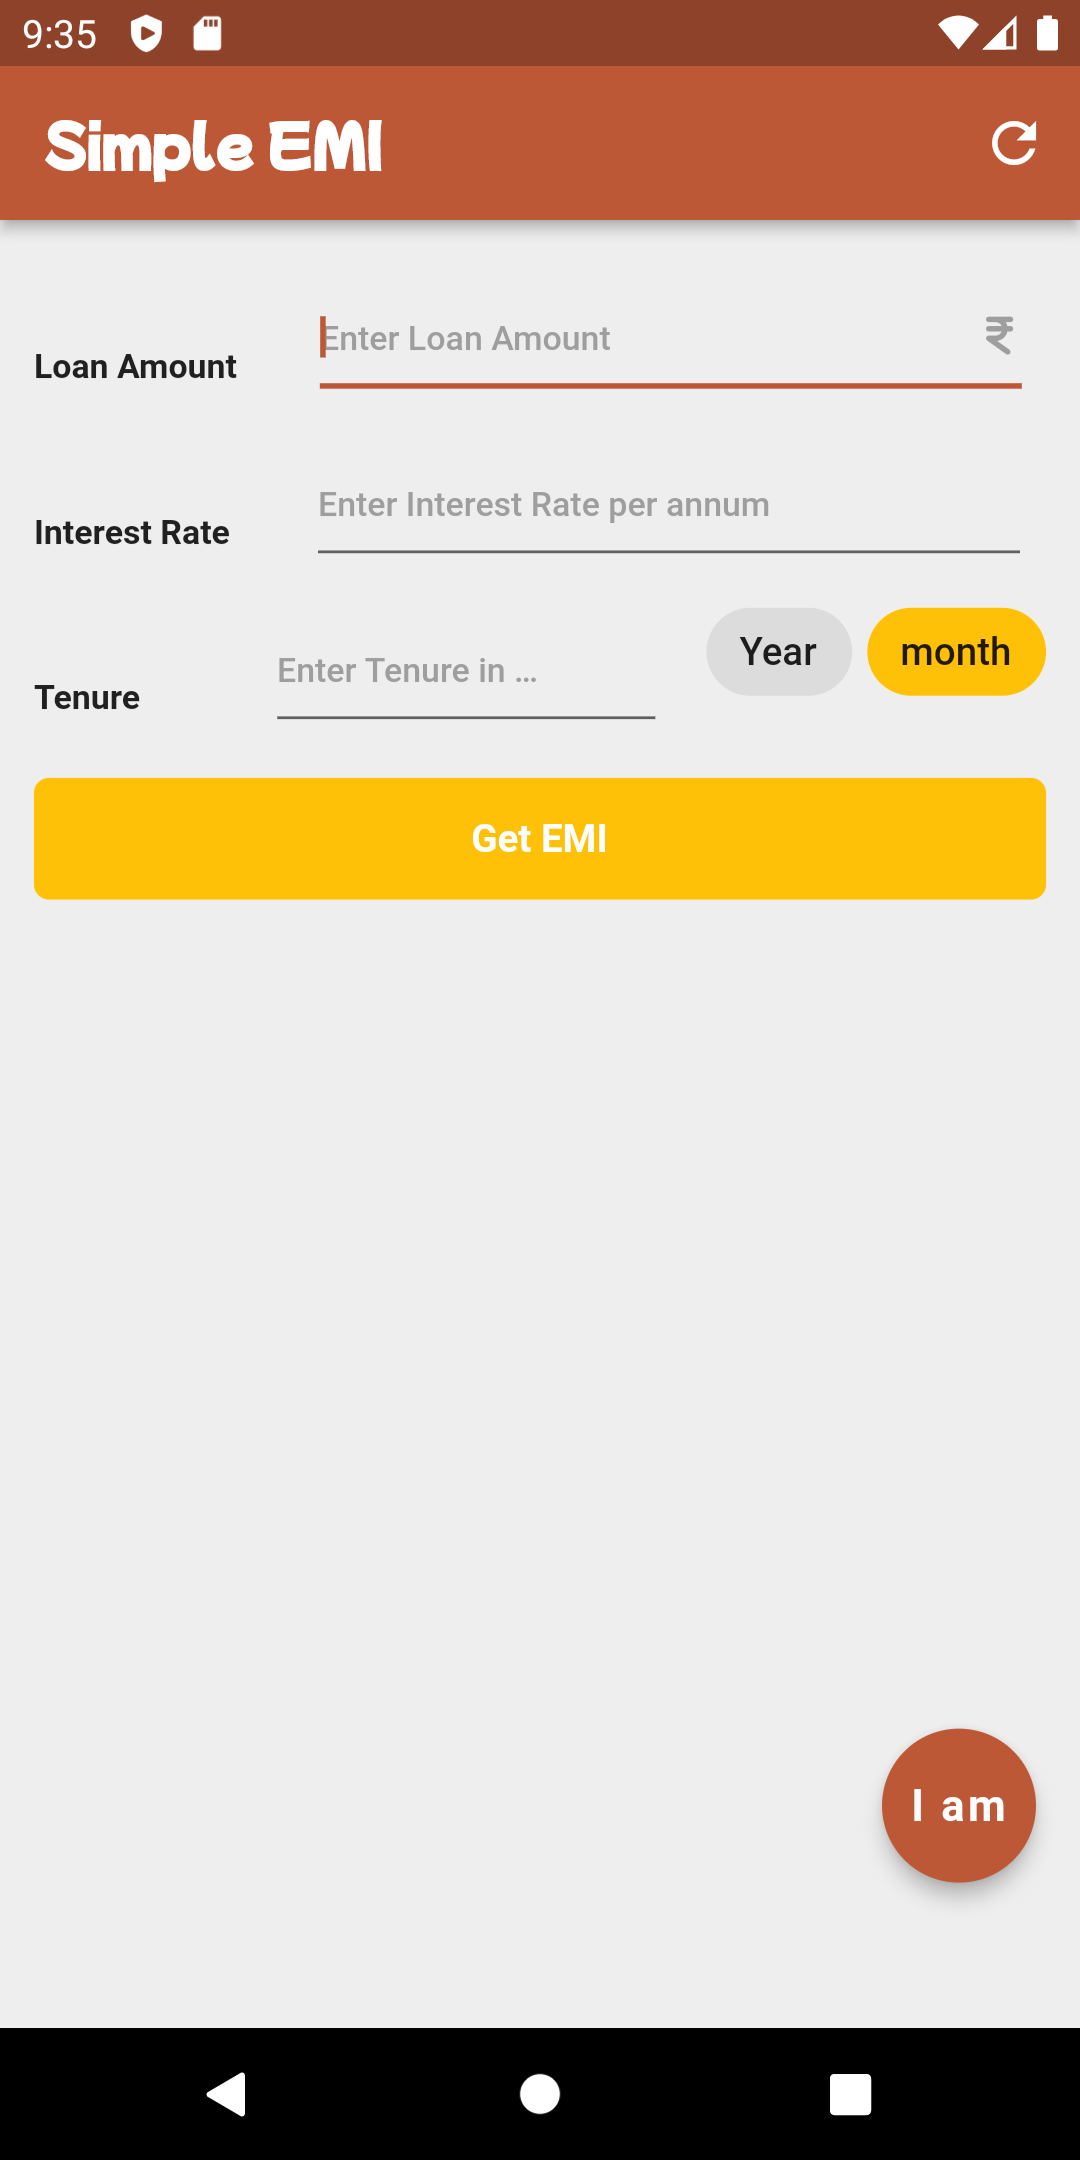 9:35
Simple EMI
Loan Amount
Enter Loan Amount ₹
Interest Rate
Enter Interest Rate per annum
Tenure
Enter Tenure in ...
Year
month
Get EMI
I am